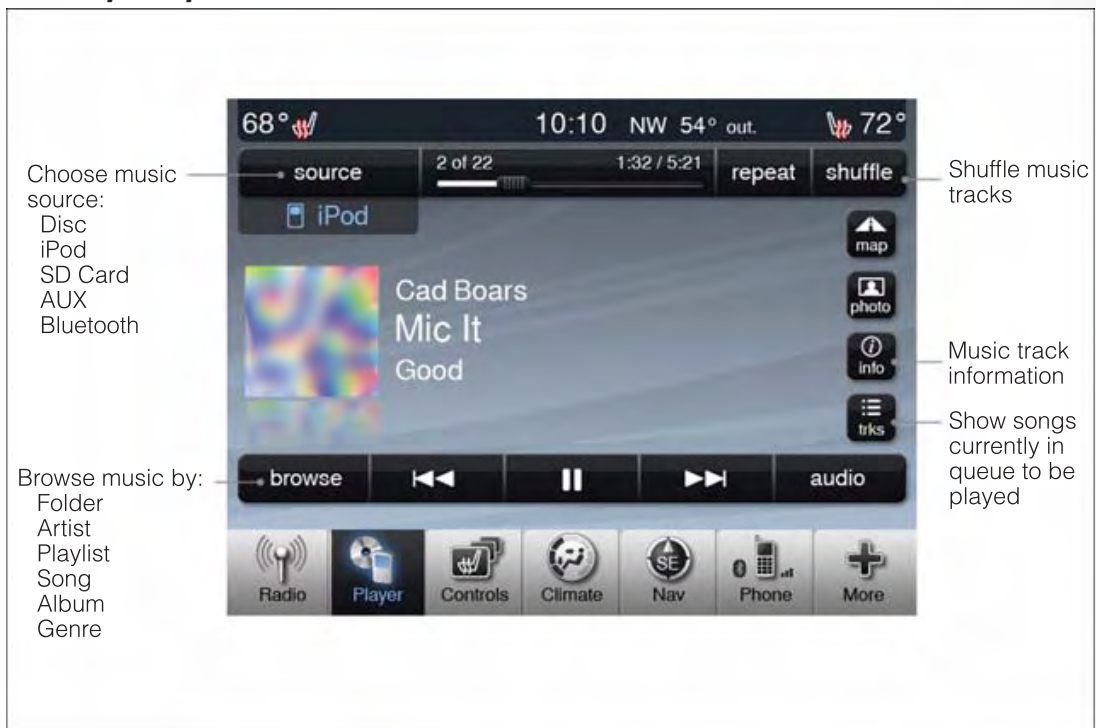 68° 10:10 NW 54° out. 72°
source 2 of 22 1:32 / 5:21 repeat shuffle
iPod
map
photo
info
trks
Cad Boars
Mic It
Good
browse audio
Radio Player Controls Climate SE Nav Phone More
Choose music
source:
Disc
iPod
SD Card
AUX
Bluetooth
Browse music by:
Folder
Artist
Playlist
Song
Album
Genre
Shuffle music
tracks
Music track
information
Show songs
currently in
queue to be
played